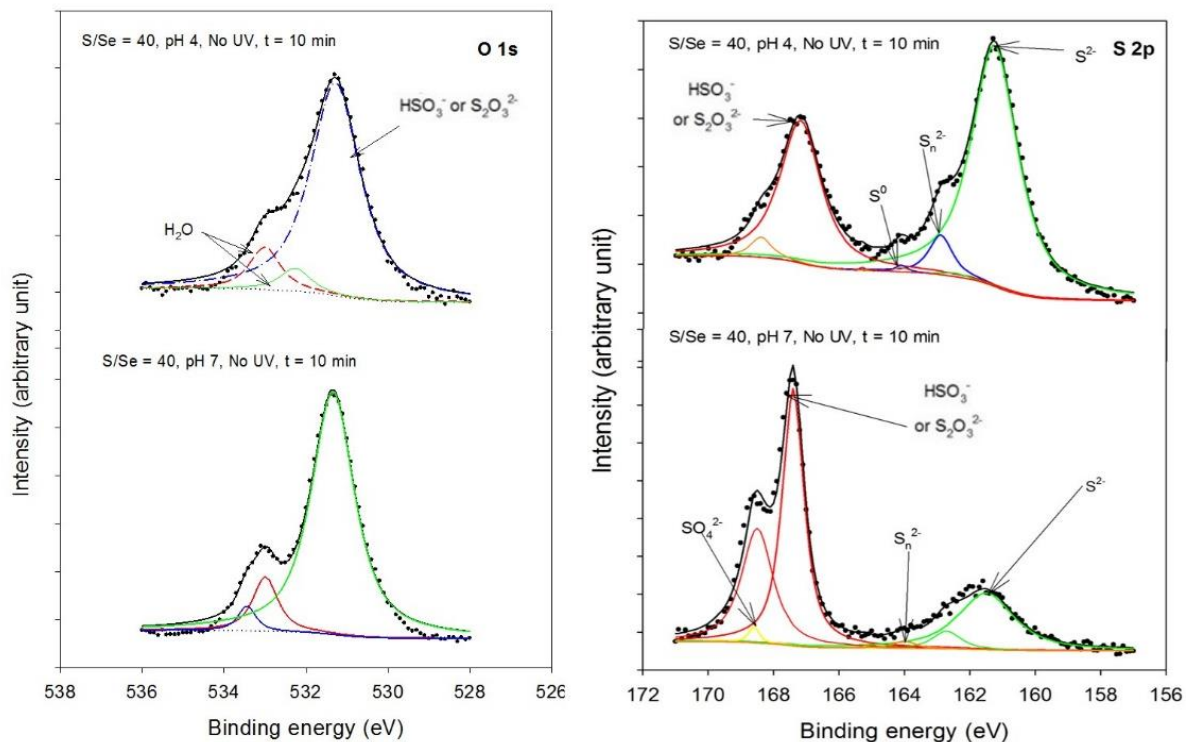 S/Se = 40, pH 4, No UV, t = 10 min
O 1s
HSO₃⁻ or S₂O₃²⁻
H₂O
S/Se = 40, pH 7, No UV, t = 10 min
Intensity (arbitrary unit)
538 536 534 532 530 528 526
Binding energy (eV)
S/Se = 40, pH 4, No UV, t = 10 min
S 2p
S²⁻
HSO₃⁻
or S₂O₃²⁻
Sₙ²⁻
S⁰
S/Se = 40, pH 7, No UV, t = 10 min
HSO₃⁻
or S₂O₃²⁻
S²⁻
SO₄²⁻
Sₙ²⁻
Intensity (arbitrary unit)
172 170 168 166 164 162 160 158 156
Binding energy (eV)